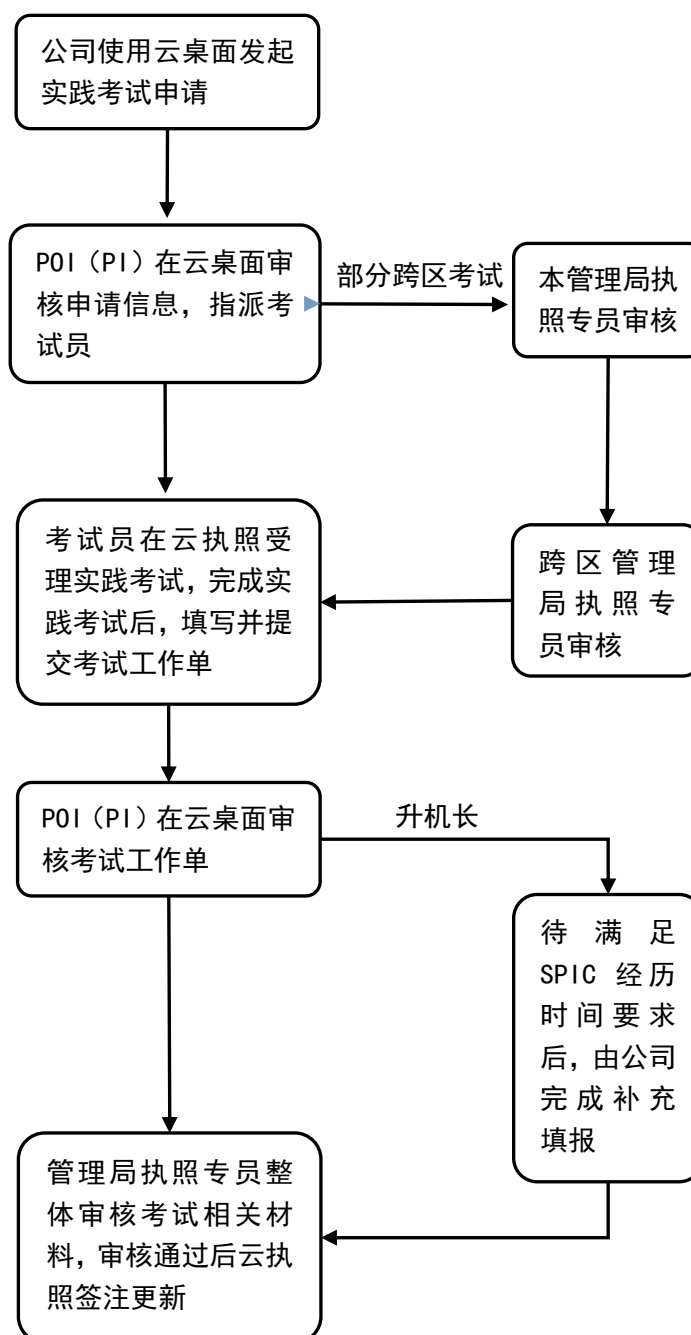 公司使用云桌面发起
实践考试申请
POI（PI）在云桌面审
核申请信息，指派考
试员
部分跨区考试
本管理局执
照专员审核
考试员在云执照受
理实践考试，完成实
践考试后，填写并提
交考试工作单
跨区管理
局执照专
员审核
POI（PI）在云桌面审
核考试工作单
升机长
待满足
SPIC 经历
时间要求
后，由公司
完成补充
填报
管理局执照专员整
体审核考试相关材
料，审核通过后云执
照签注更新